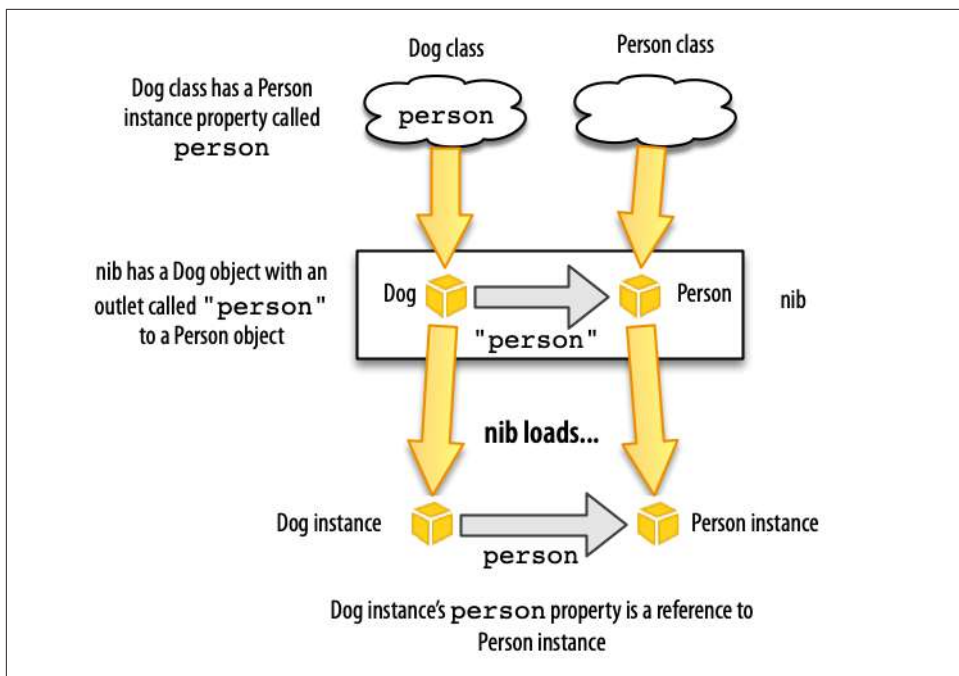 Dog class
Person class
Dog class has a Person
instance property called
person
person
nib has a Dog object with an
outlet called "person"
to a Person object
Dog
Person
"person"
nib
nib loads...
Dog instance
Person instance
person
Dog instance's person property is a reference to
Person instance